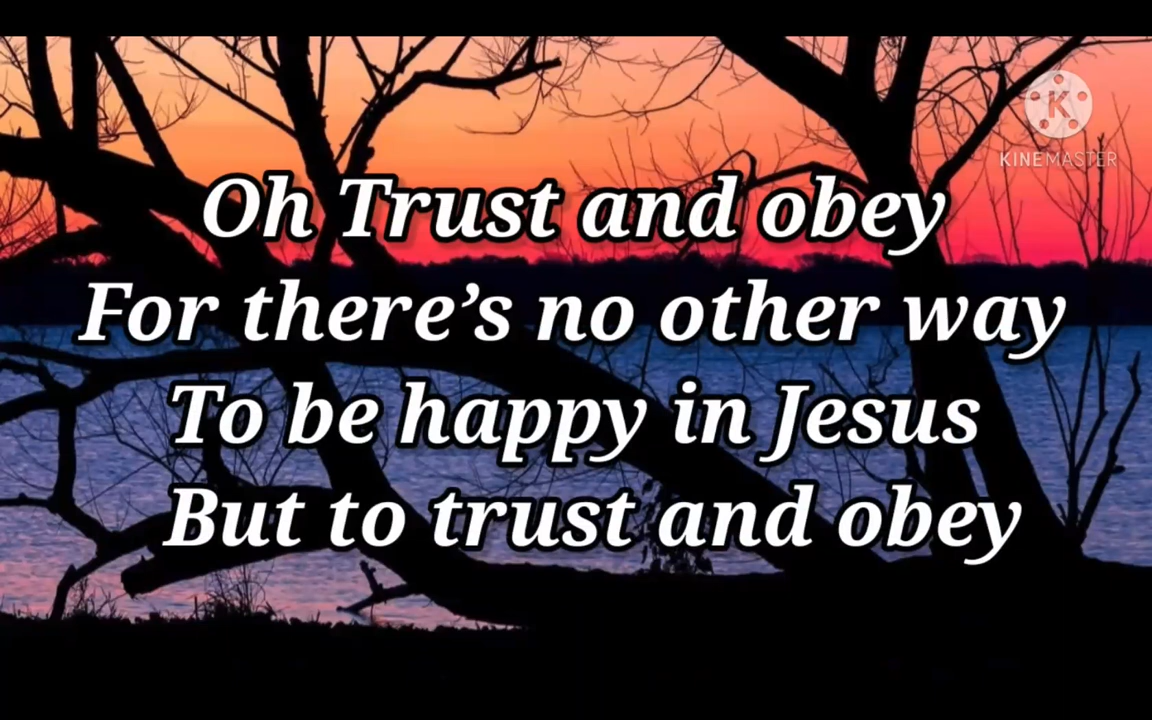 K
KINEMASTER
Oh Trust and obey
For there's no other way
To be happy in Jesus
But to trust and obey